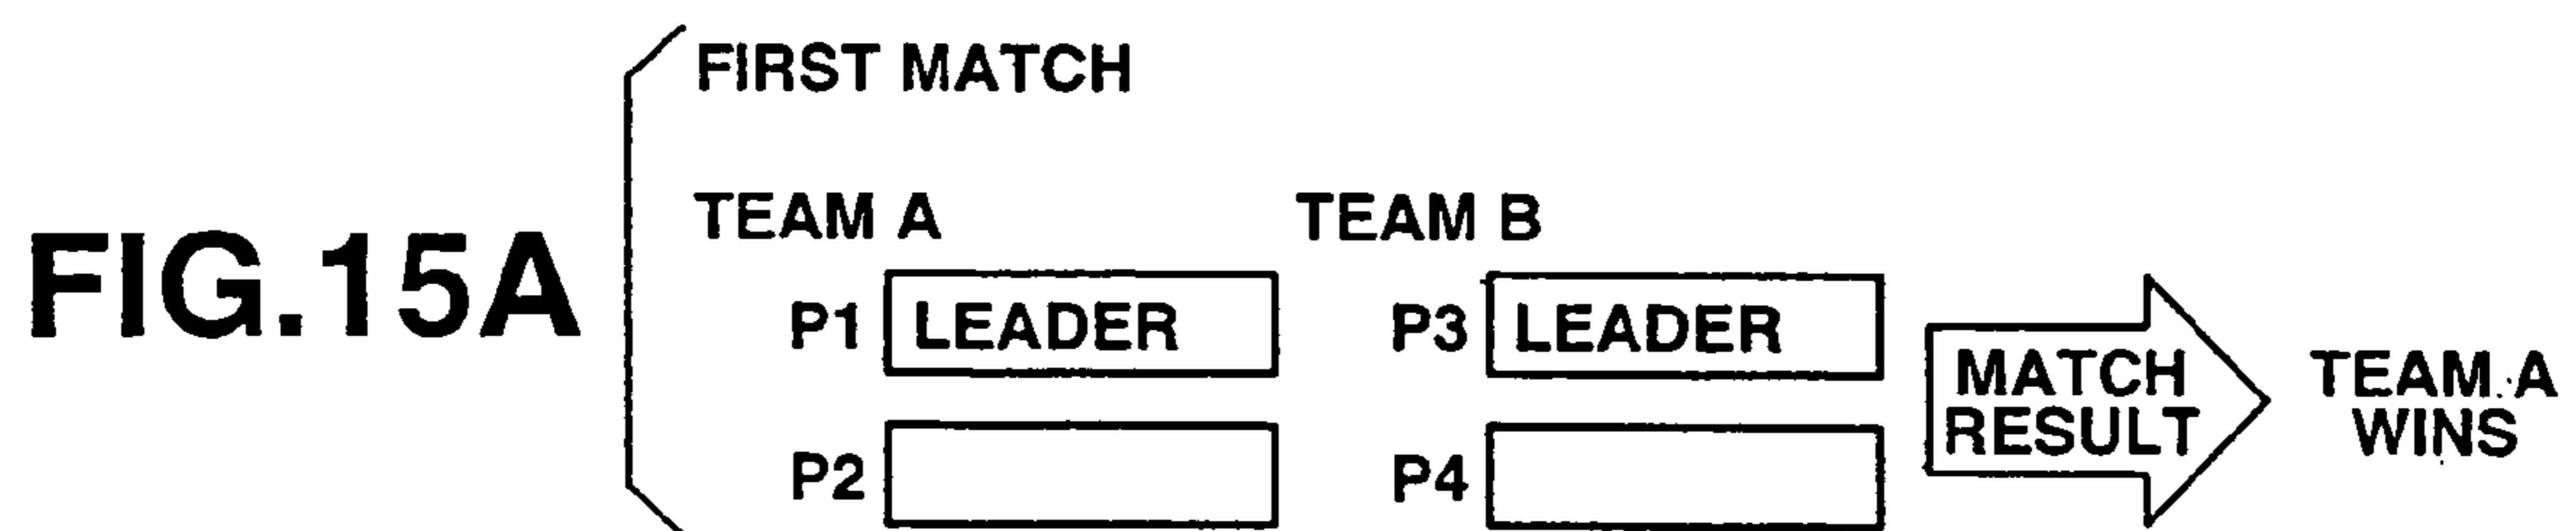 FIG.15A
FIRST MATCH
TEAM A TEAM B
P1 LEADER P3 LEADER
P2 P4
MATCH
RESULT
TEAM A
WINS